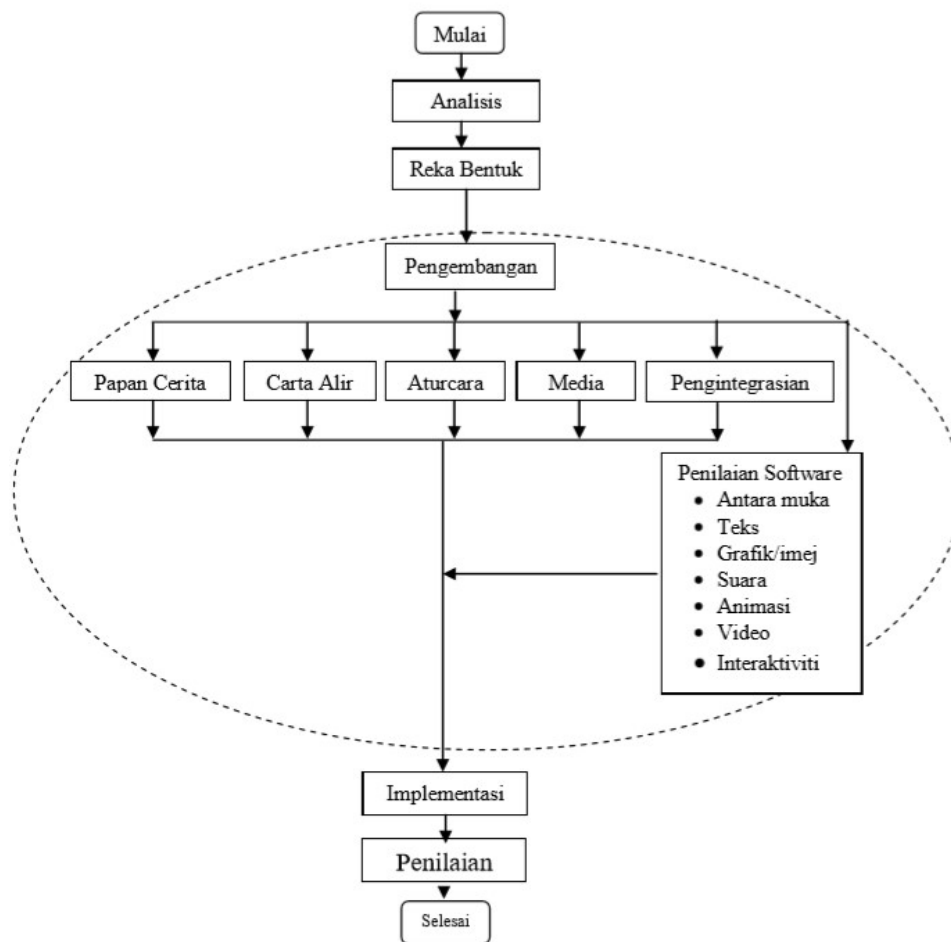 Mulai
Analisis
Reka Bentuk
Pengembangan
Papan Cerita
Carta Alir
Aturcara
Media
Pengintegrasian
Penilaian Software
Antara muka
Teks
Grafik/imej
Suara
Animasi
Video
Interaktiviti
Implementasi
Penilaian
Selesai